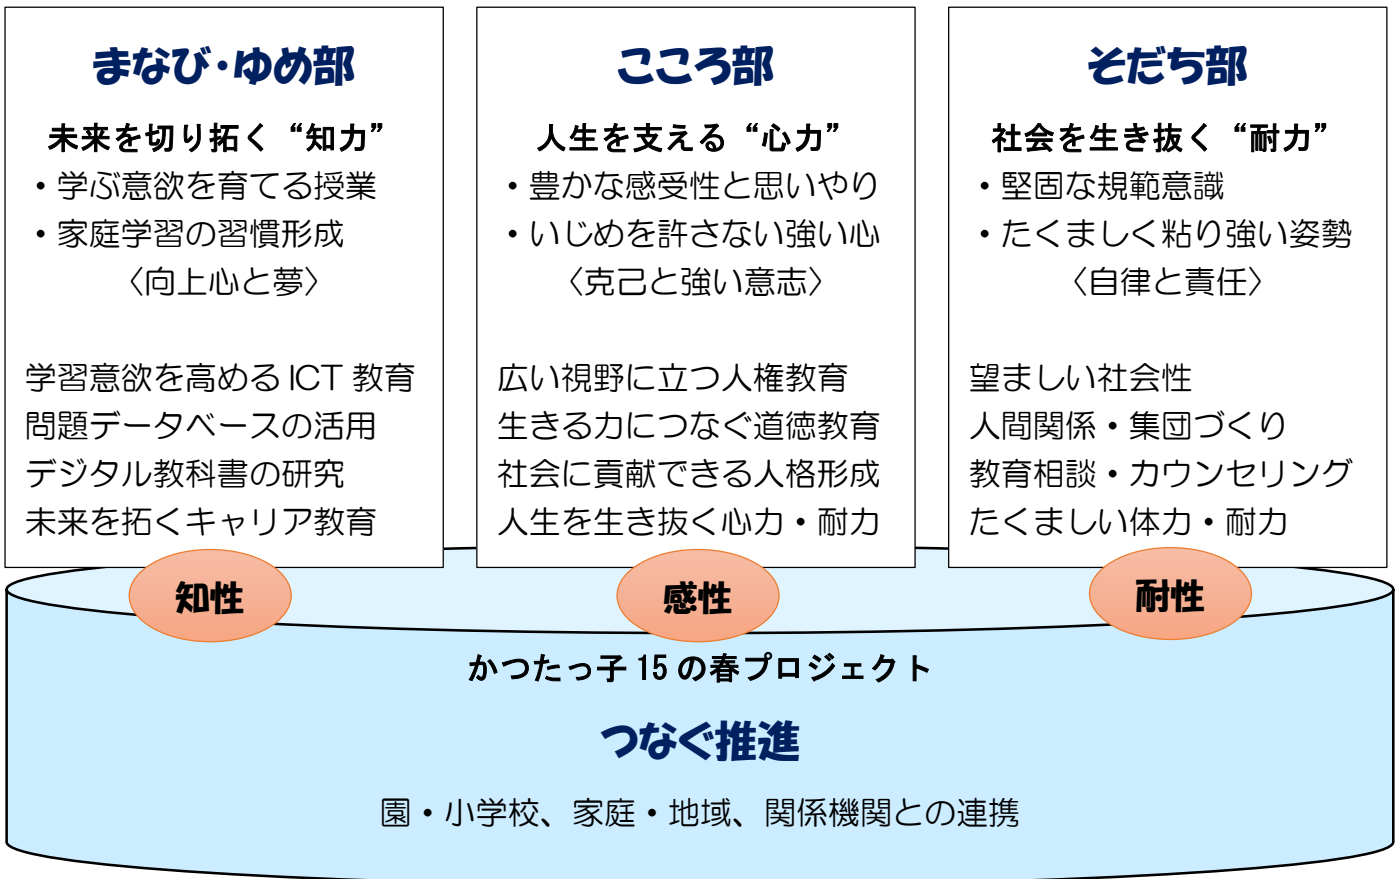 まなび・ゆめ部
未来を切り拓く“知力”
・学ぶ意欲を育てる授業
・家庭学習の習慣形成
〈向上心と夢〉
学習意欲を高める ICT 教育
問題データベースの活用
デジタル教科書の研究
未来を拓くキャリア教育
知性
こころ部
人生を支える“心力”
・豊かな感受性と思いやり
・いじめを許さない強い心
〈克己と強い意志〉
広い視野に立つ人権教育
生きる力につなぐ道徳教育
社会に貢献できる人格形成
人生を生き抜く心力・耐力
感性
そだち部
社会を生き抜く“耐力”
・堅固な規範意識
・たくましく粘り強い姿勢
〈自律と責任〉
望ましい社会性
人間関係・集団づくり
教育相談・カウンセリング
たくましい体力・耐力
耐性
かつたっ子 15 の春プロジェクト
つなぐ推進
園・小学校、家庭・地域、関係機関との連携